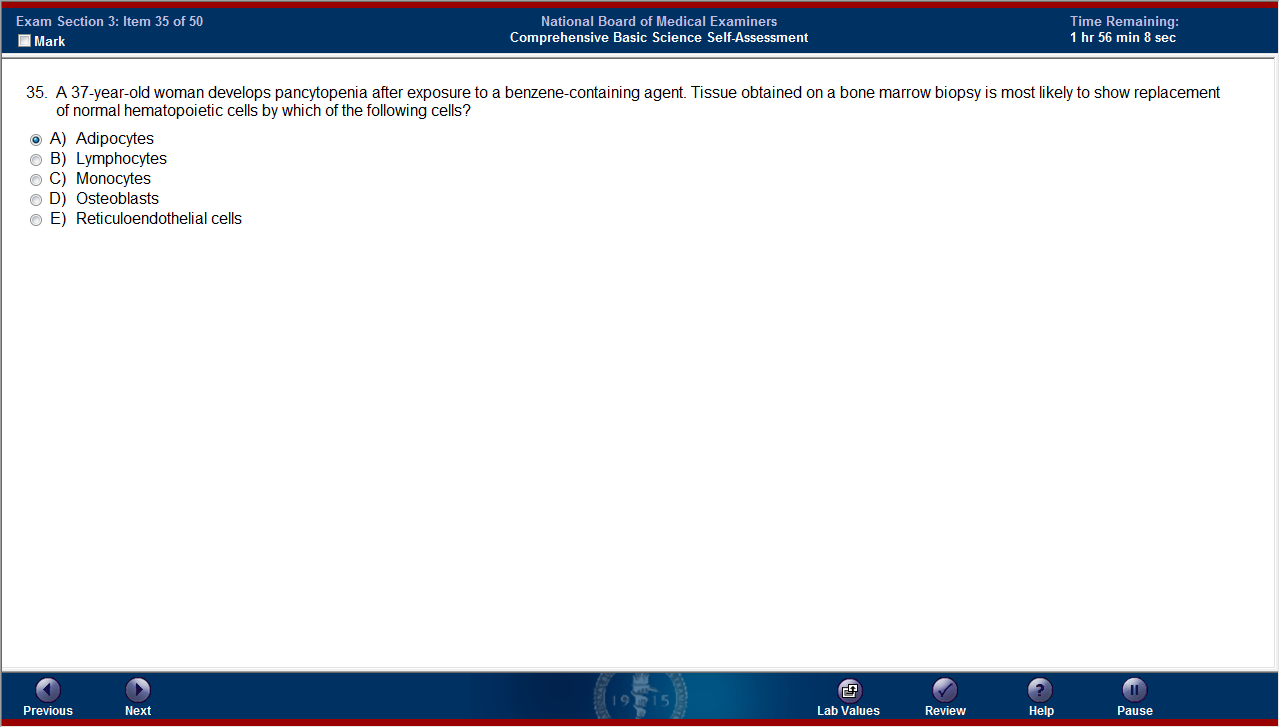 Exam Section 3: Item 35 of 50
National Board of Medical Examiners
Time Remaining:
Mark
Comprehensive Basic Science Self-Assessment
1 hr 56 min 8 sec
35. A 37-year-old woman develops pancytopenia after exposure to a benzene-containing agent. Tissue obtained on a bone marrow biopsy is most likely to show replacement
of normal hematopoietic cells by which of the following cells?
A) Adipocytes
B) Lymphocytes
C) Monocytes
D) Osteoblasts
E) Reticuloendothelial cells
19 15
Previous
Next
Lab Values
Review
Help
Pause